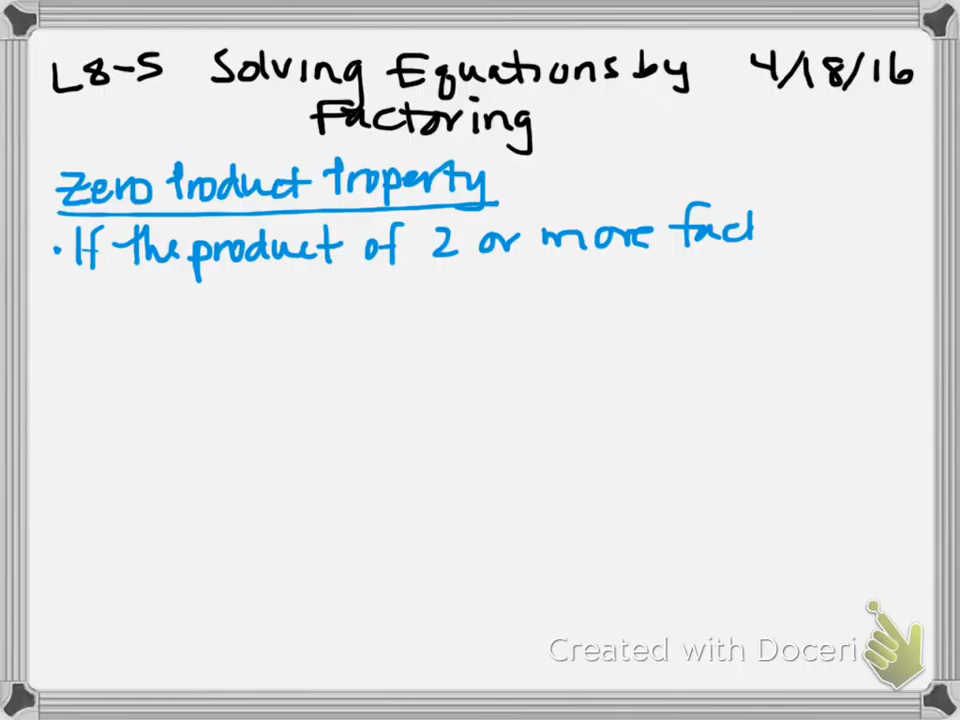 L8-5 Solving Equations by 4/18/16
Factoring
Zero Product Property
• If the product of 2 or more fact
Created with Doceri